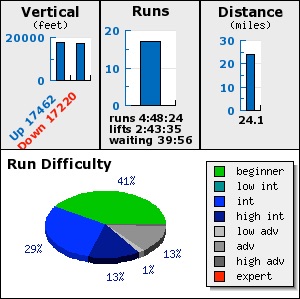 Vertical
(feet)
20000
0
Up 17462
Down 17220
Runs
20
10
0
runs 4:48:24
lifts 2:43:35
waiting 39:56
Distance
(miles)
30
20
10
0
24.1
Run Difficulty
41%
29%
13%
1%
13%
beginner
low int
int
high int
low adv
adv
high adv
expert